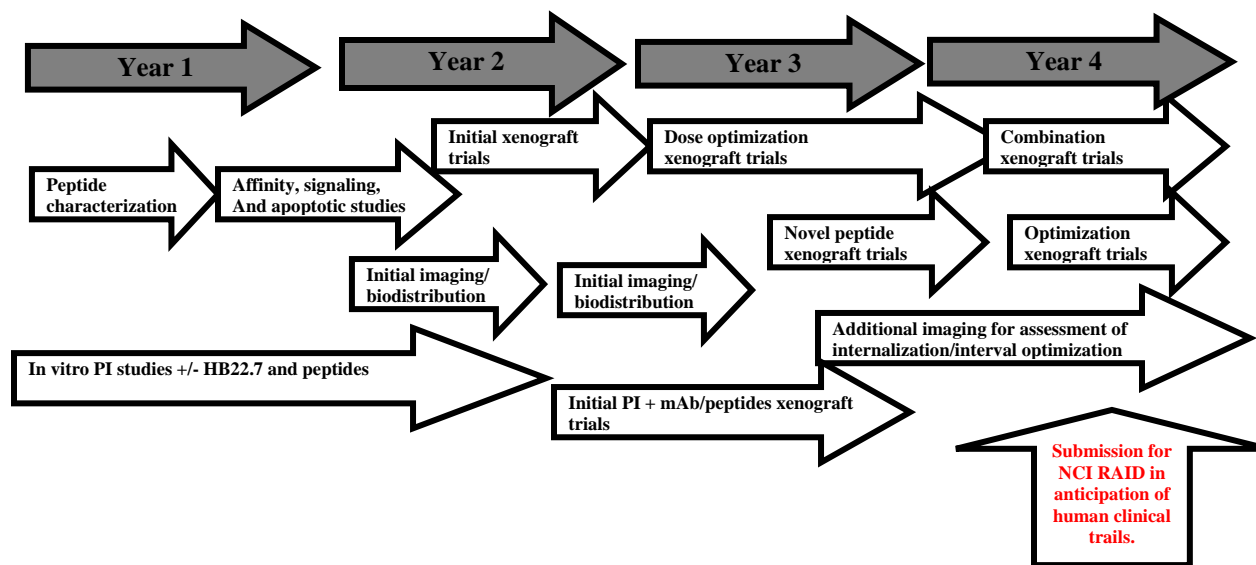 Year 1
Year 2
Year 3
Year 4
Initial xenograft
trials
Dose optimization
xenograft trials
Combination
xenograft trials
Peptide
characterization
Affinity, signaling,
And apoptotic studies
Novel peptide
xenograft trials
Optimization
xenograft trials
Initial imaging/
biodistribution
Initial imaging/
biodistribution
Additional imaging for assessment of
internalization/interval optimization
In vitro PI studies +/- HB22.7 and peptides
Initial PI + mAb/peptides xenograft
trials
Submission for
NCI RAID in
anticipation of
human clinical
trails.